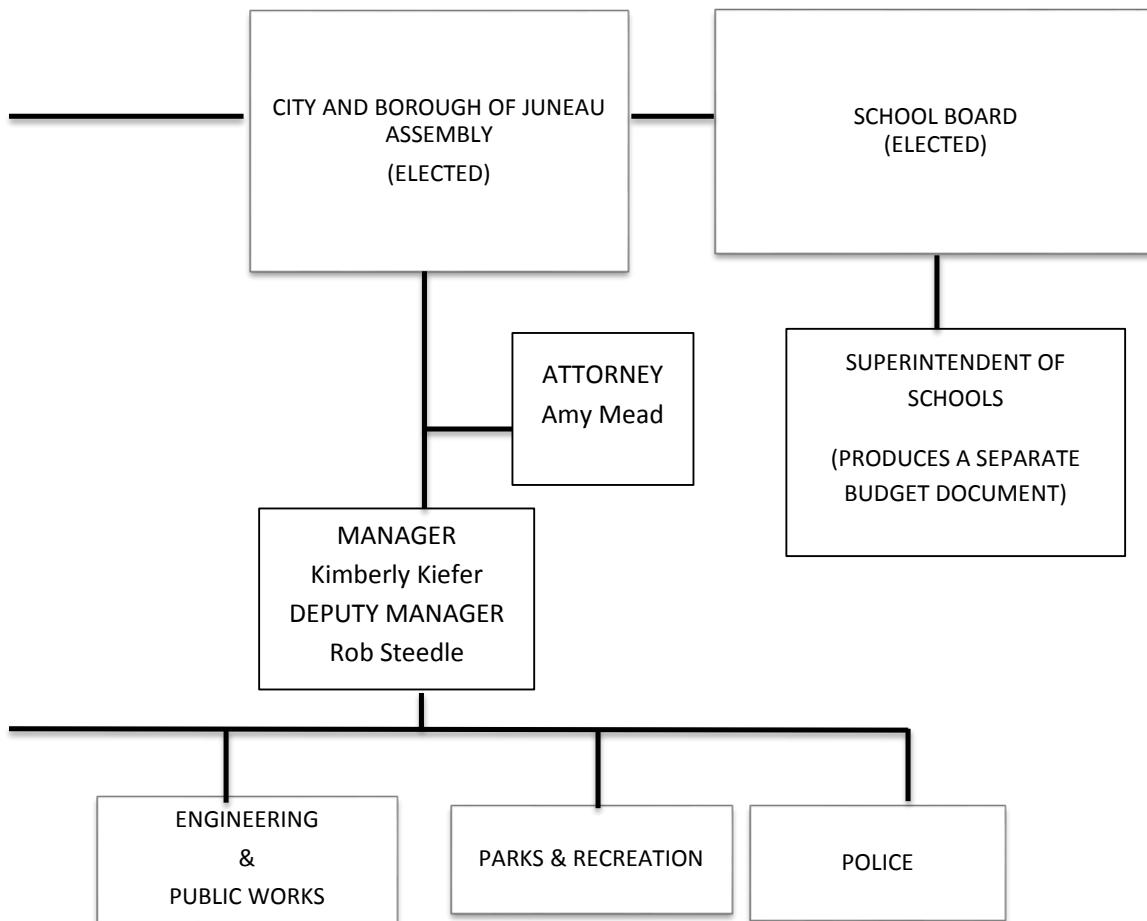 CITY AND BOROUGH OF JUNEAU
ASSEMBLY
(ELECTED)
SCHOOL BOARD
(ELECTED)
ATTORNEY
Amy Mead
SUPERINTENDENT OF
SCHOOLS
(PRODUCES A SEPARATE
BUDGET DOCUMENT)
MANAGER
Kimberly Kiefer
DEPUTY MANAGER
Rob Steedle
ENGINEERING
&
PUBLIC WORKS
PARKS & RECREATION
POLICE